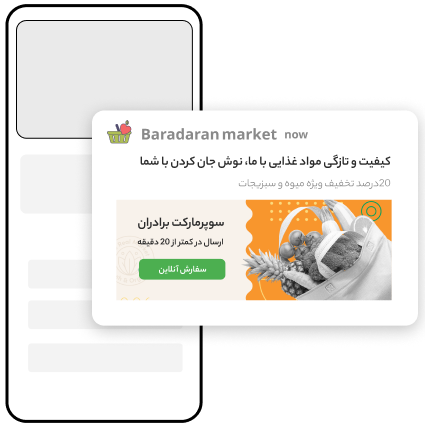 Baradaran market now
کیفیت و تازگی مواد غذایی با ما، نوش جان کردن با شما
20درصد تخفیف ویژه میوه و سبزیجات
سوپرمارکت برادران
ارسال در کمتر از 20 دقیقه
سفارش آنلاین